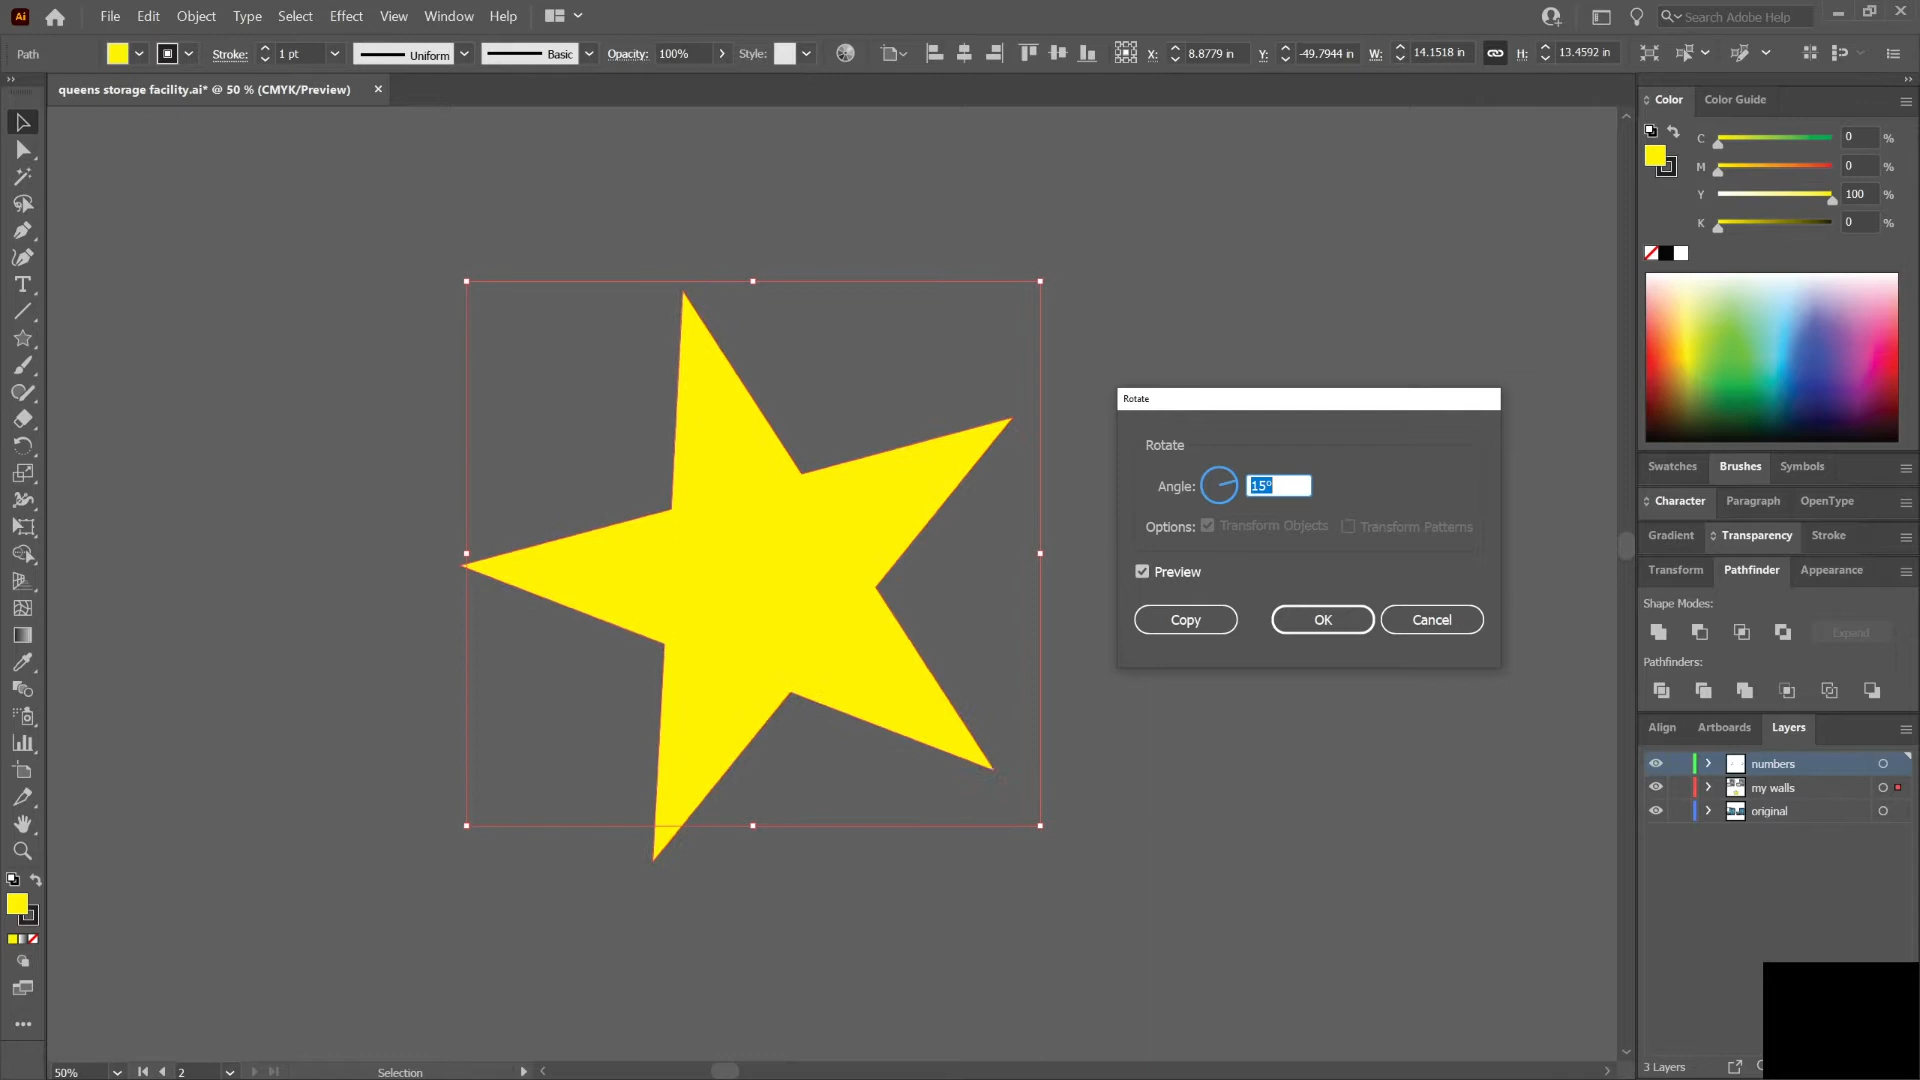 Ai File Edit Object Type Select Effect View Window Help Search Adobe Help
Path Stroke: 1 pt Uniform Basic Opacity: 100% Style: X: 8.8779 in Y: -49.7944 in W: 14.1518 in H: 13.4592 in
queens storage facility.ai* @ 50 % (CMYK/Preview) ×
Color Color Guide
C 0 %
M 0 %
Y 100 %
K 0 %
Rotate
Rotate
Angle: 15°
Options: Transform Objects Transform Patterns
Preview
Copy OK Cancel
Swatches Brushes Symbols
Character Paragraph OpenType
Gradient Transparency Stroke
Transform Pathfinder Appearance
Shape Modes:
Expand
Pathfinders:
Align Artboards Layers
numbers
my walls
original
3 Layers
50% 2 Selection